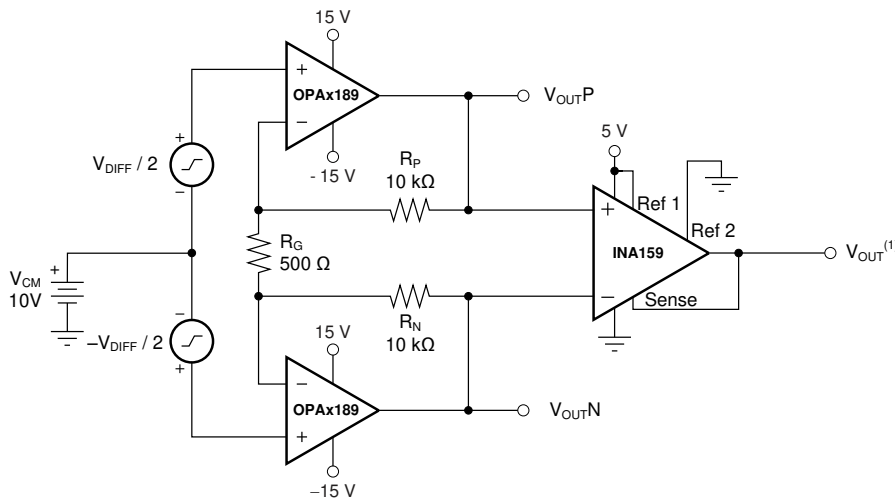 15 V
+
OPAx189
−
- 15 V
VOUTP
+
VDIFF / 2
−
RP
10 kΩ
5 V
+
Ref 1
Ref 2
INA159
−
Sense
VOUT(1
RG
500 Ω
VCM
+
10V
−
−VDIFF / 2
+
RN
10 kΩ
15 V
−
OPAx189
+
−15 V
VOUTN